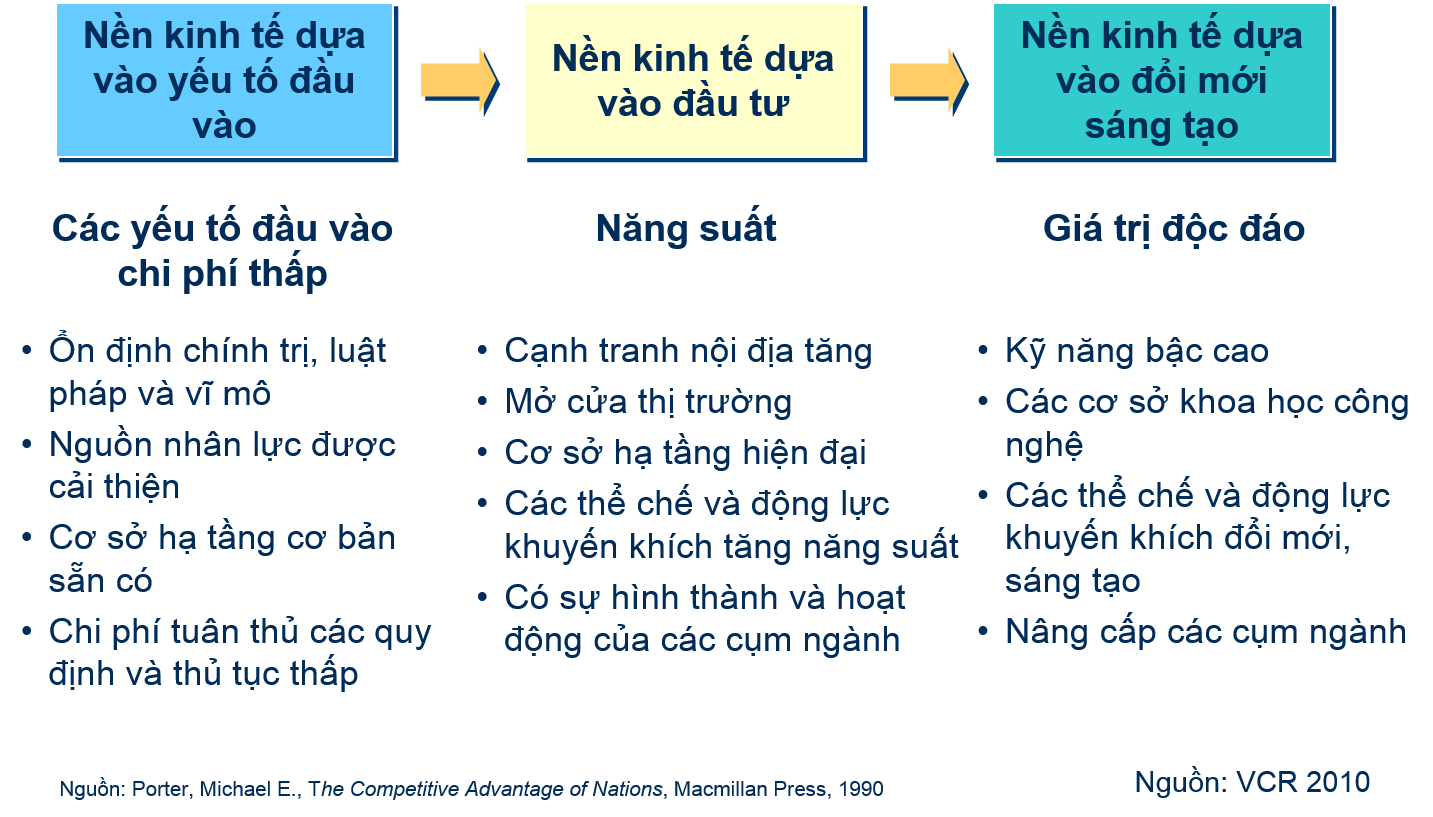 Nền kinh tế dựa
vào yếu tố đầu
vào
Nền kinh tế dựa
vào đầu tư
Nền kinh tế dựa
vào đổi mới
sáng tạo
Các yếu tố đầu vào
chi phí thấp
Năng suất
Giá trị độc đáo
• Ổn định chính trị, luật
pháp và vĩ mô
• Nguồn nhân lực được
cải thiện
• Cơ sở hạ tầng cơ bản
sẵn có
• Chi phí tuân thủ các quy
định và thủ tục thấp
• Cạnh tranh nội địa tăng
• Mở cửa thị trường
• Cơ sở hạ tầng hiện đại
• Các thể chế và động lực
khuyến khích tăng năng suất
• Có sự hình thành và hoạt
động của các cụm ngành
• Kỹ năng bậc cao
• Các cơ sở khoa học công
nghệ
• Các thể chế và động lực
khuyến khích đổi mới,
sáng tạo
• Nâng cấp các cụm ngành
Nguồn: Porter, Michael E., The Competitive Advantage of Nations, Macmillan Press, 1990
Nguồn: VCR 2010